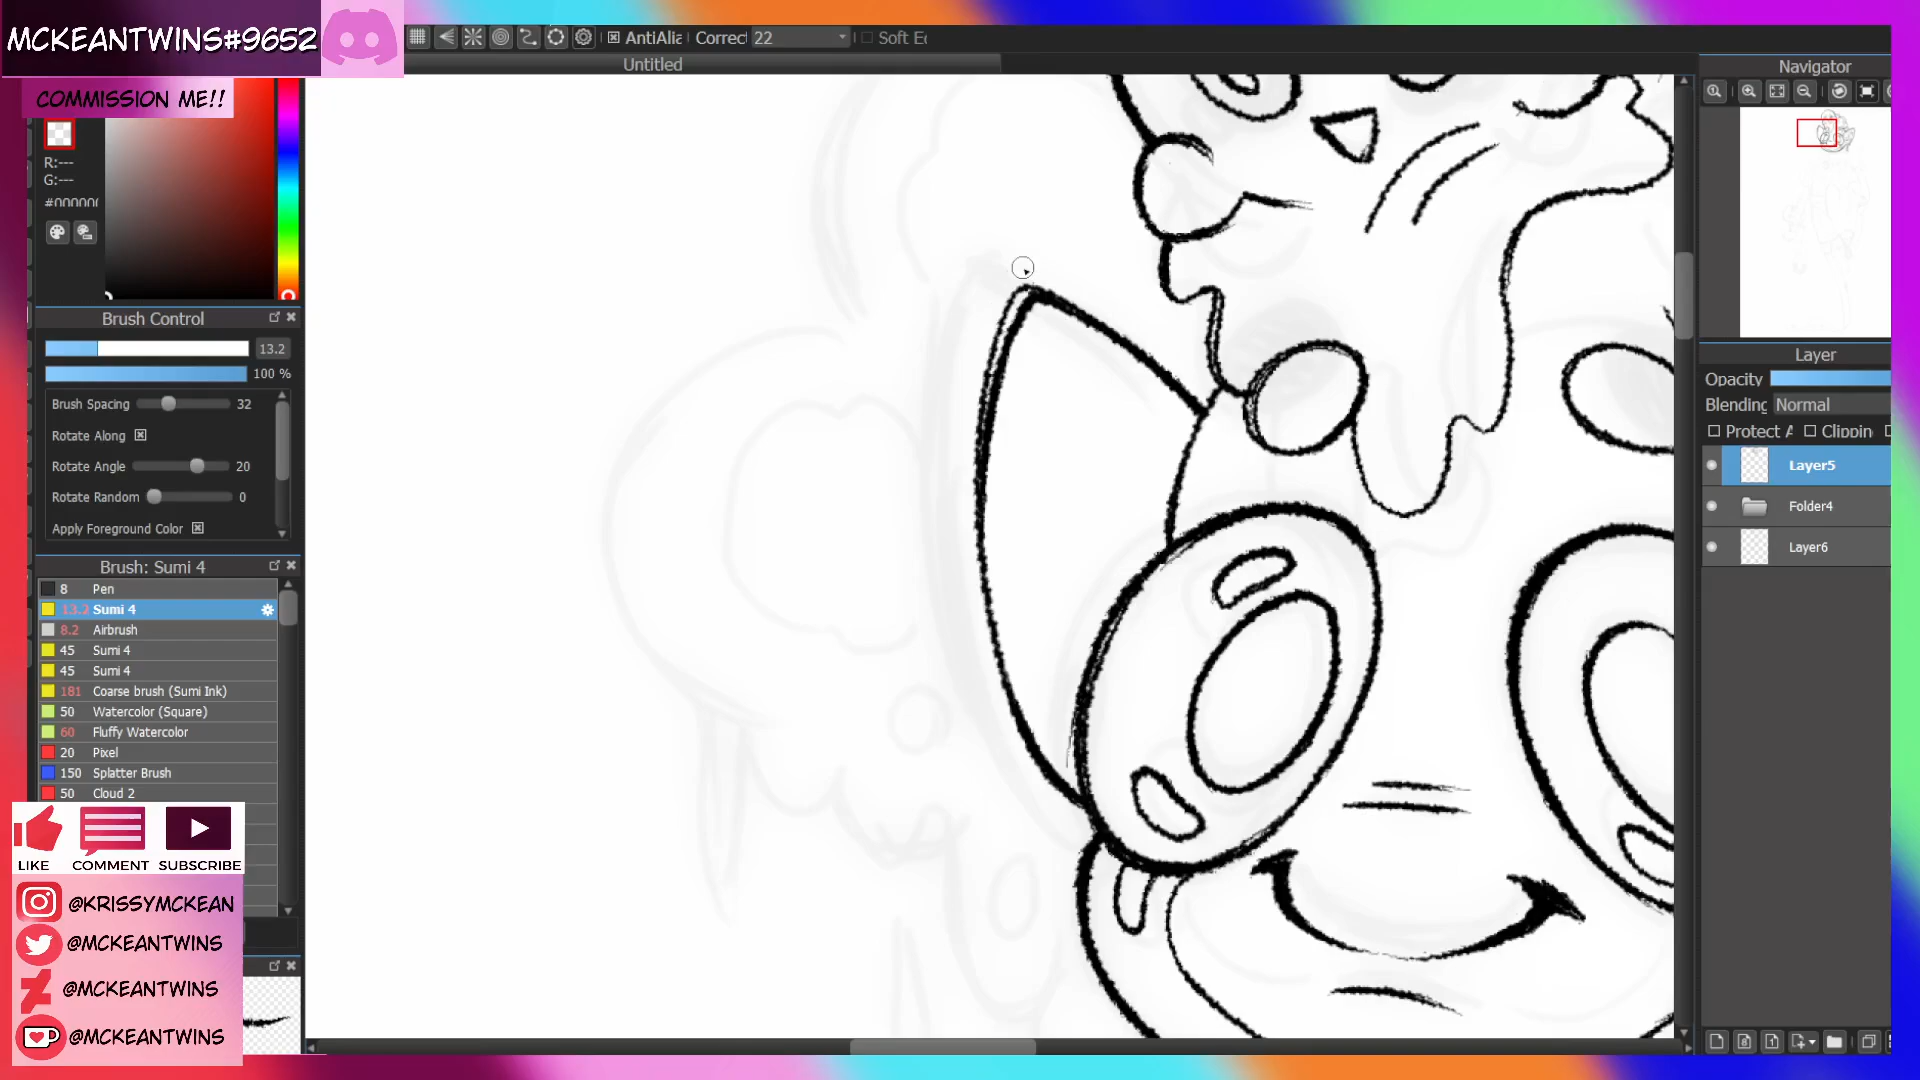 MCKEANTWINS#9652
COMMISSION ME!!
AntiAlia Correct 22 Soft Ed
Untitled
Navigator
R:---
G:---
#000000
Brush Control
13.2
100 %
Brush Spacing 32
Rotate Along
Rotate Angle 20
Rotate Random 0
Apply Foreground Color
Brush: Sumi 4
8 Pen
13.2 Sumi 4
8.2 Airbrush
45 Sumi 4
45 Sumi 4
181 Coarse brush (Sumi Ink)
50 Watercolor (Square)
60 Fluffy Watercolor
20 Pixel
150 Splatter Brush
50 Cloud 2
LIKE COMMENT SUBSCRIBE
@KRISSYMCKEAN
@MCKEANTWINS
@MCKEANTWINS
@MCKEANTWINS
Layer
Opacity
Blending Normal
Protect A Clippin
Layer5
Folder4
Layer6